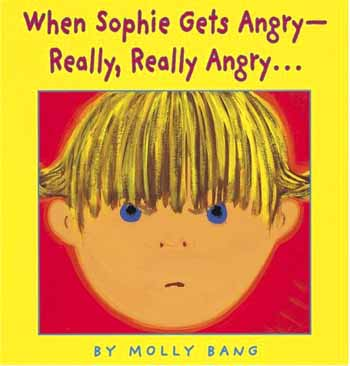 When Sophie Gets Angry—
Really, Really Angry...
BY MOLLY BANG